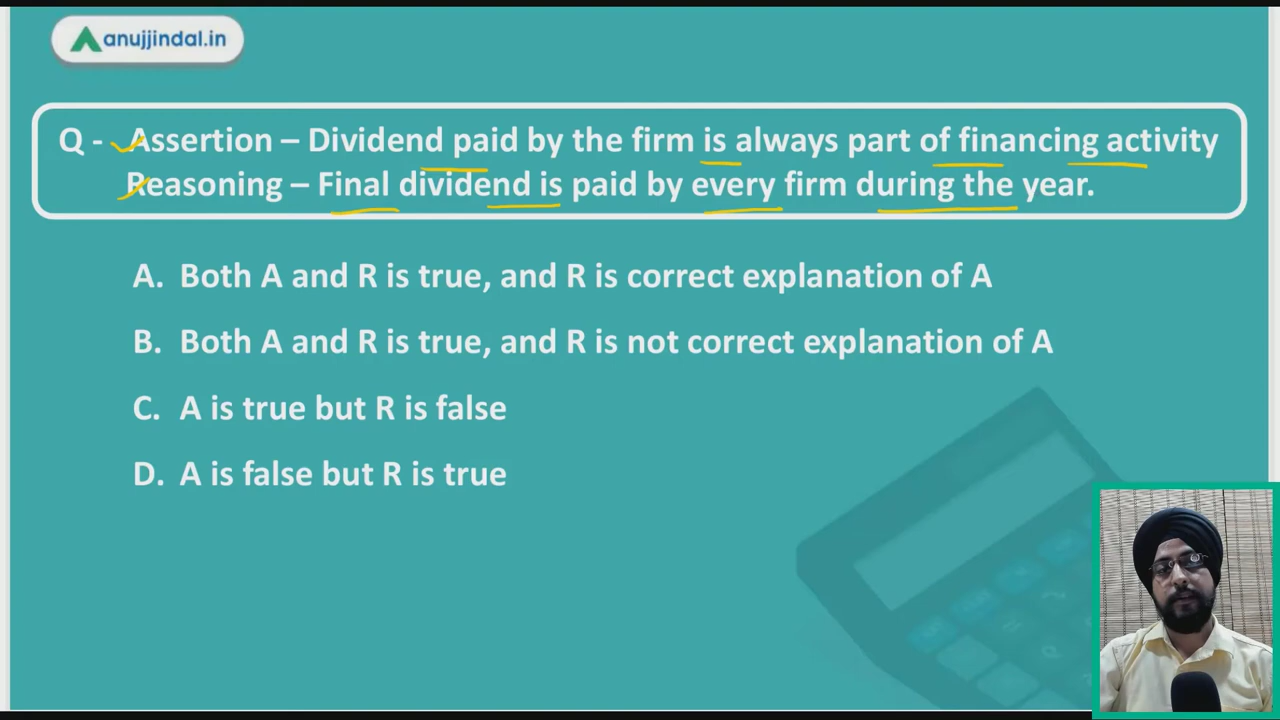 anujjindal.in
Q - Assertion – Dividend paid by the firm is always part of financing activity
Reasoning – Final dividend is paid by every firm during the year.
A. Both A and R is true, and R is correct explanation of A
B. Both A and R is true, and R is not correct explanation of A
C. A is true but R is false
D. A is false but R is true